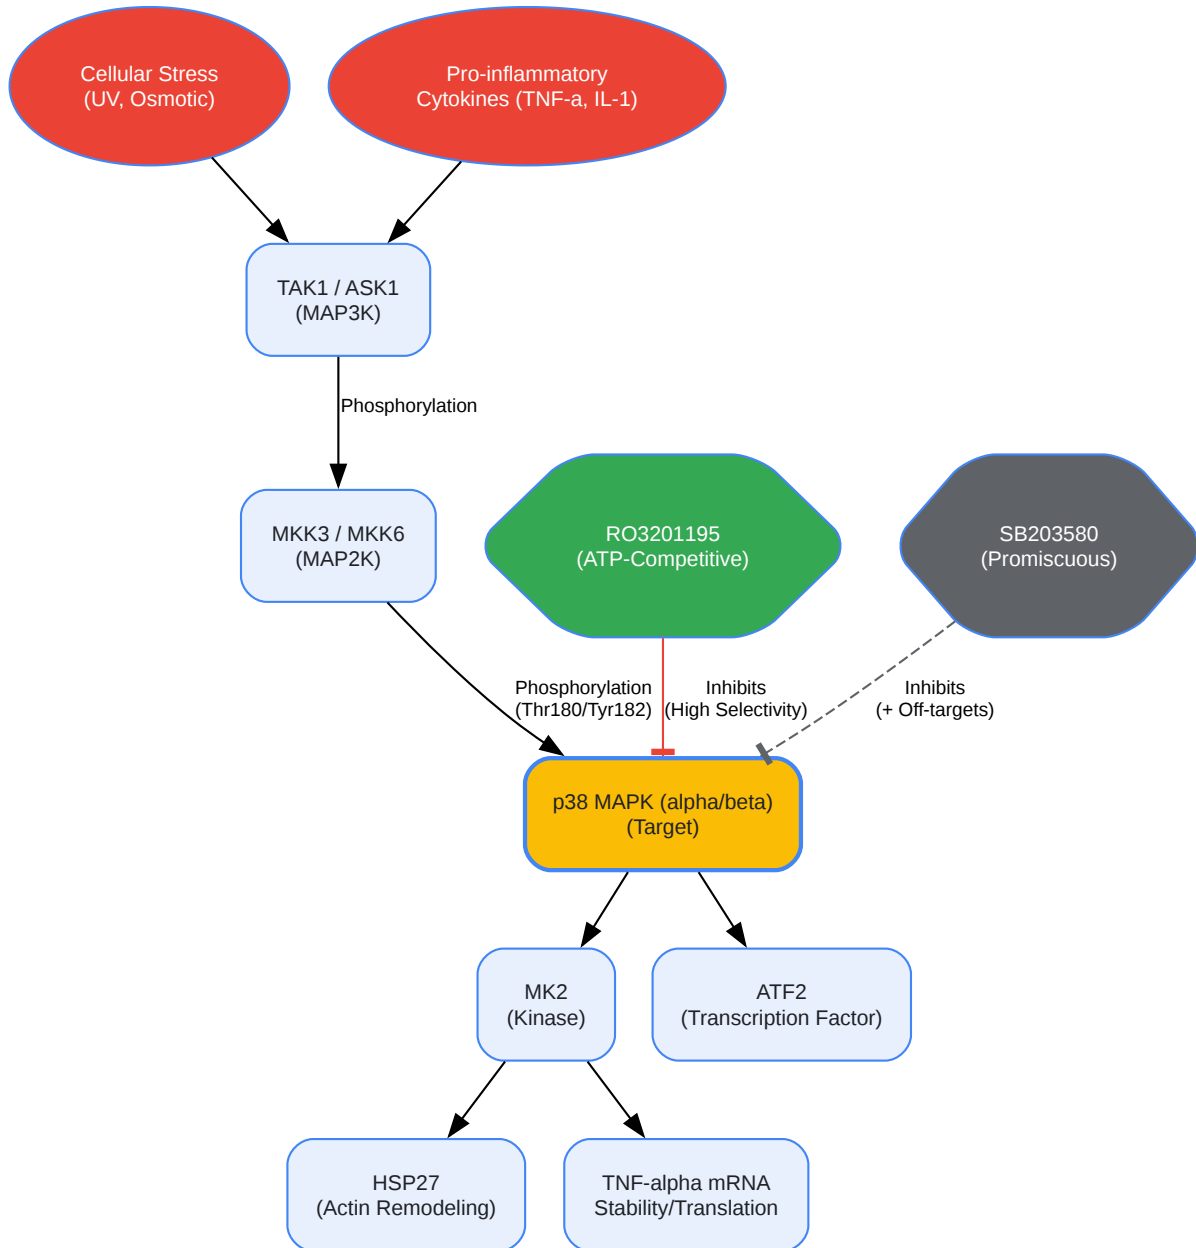 Cellular Stress
(UV, Osmotic)
Pro-inflammatory
Cytokines (TNF-a, IL-1)
TAK1 / ASK1
(MAP3K)
Phosphorylation
MKK3 / MKK6
(MAP2K)
RO3201195
(ATP-Competitive)
SB203580
(Promiscuous)
Phosphorylation
(Thr180/Tyr182)
Inhibits
(High Selectivity)
Inhibits
(+ Off-targets)
p38 MAPK (alpha/beta)
(Target)
MK2
(Kinase)
ATF2
(Transcription Factor)
HSP27
(Actin Remodeling)
TNF-alpha mRNA
Stability/Translation